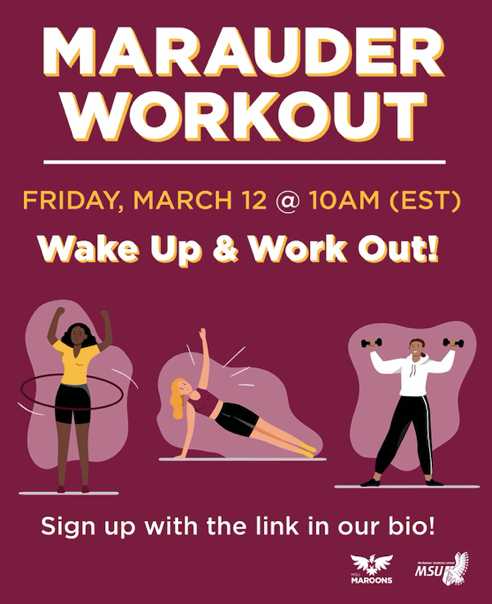 MARAUDER
WORKOUT
FRIDAY, MARCH 12 @ 10AM (EST)
Wake Up & Work Out!
Sign up with the link in our bio!
MSU
MAROONS
MSU